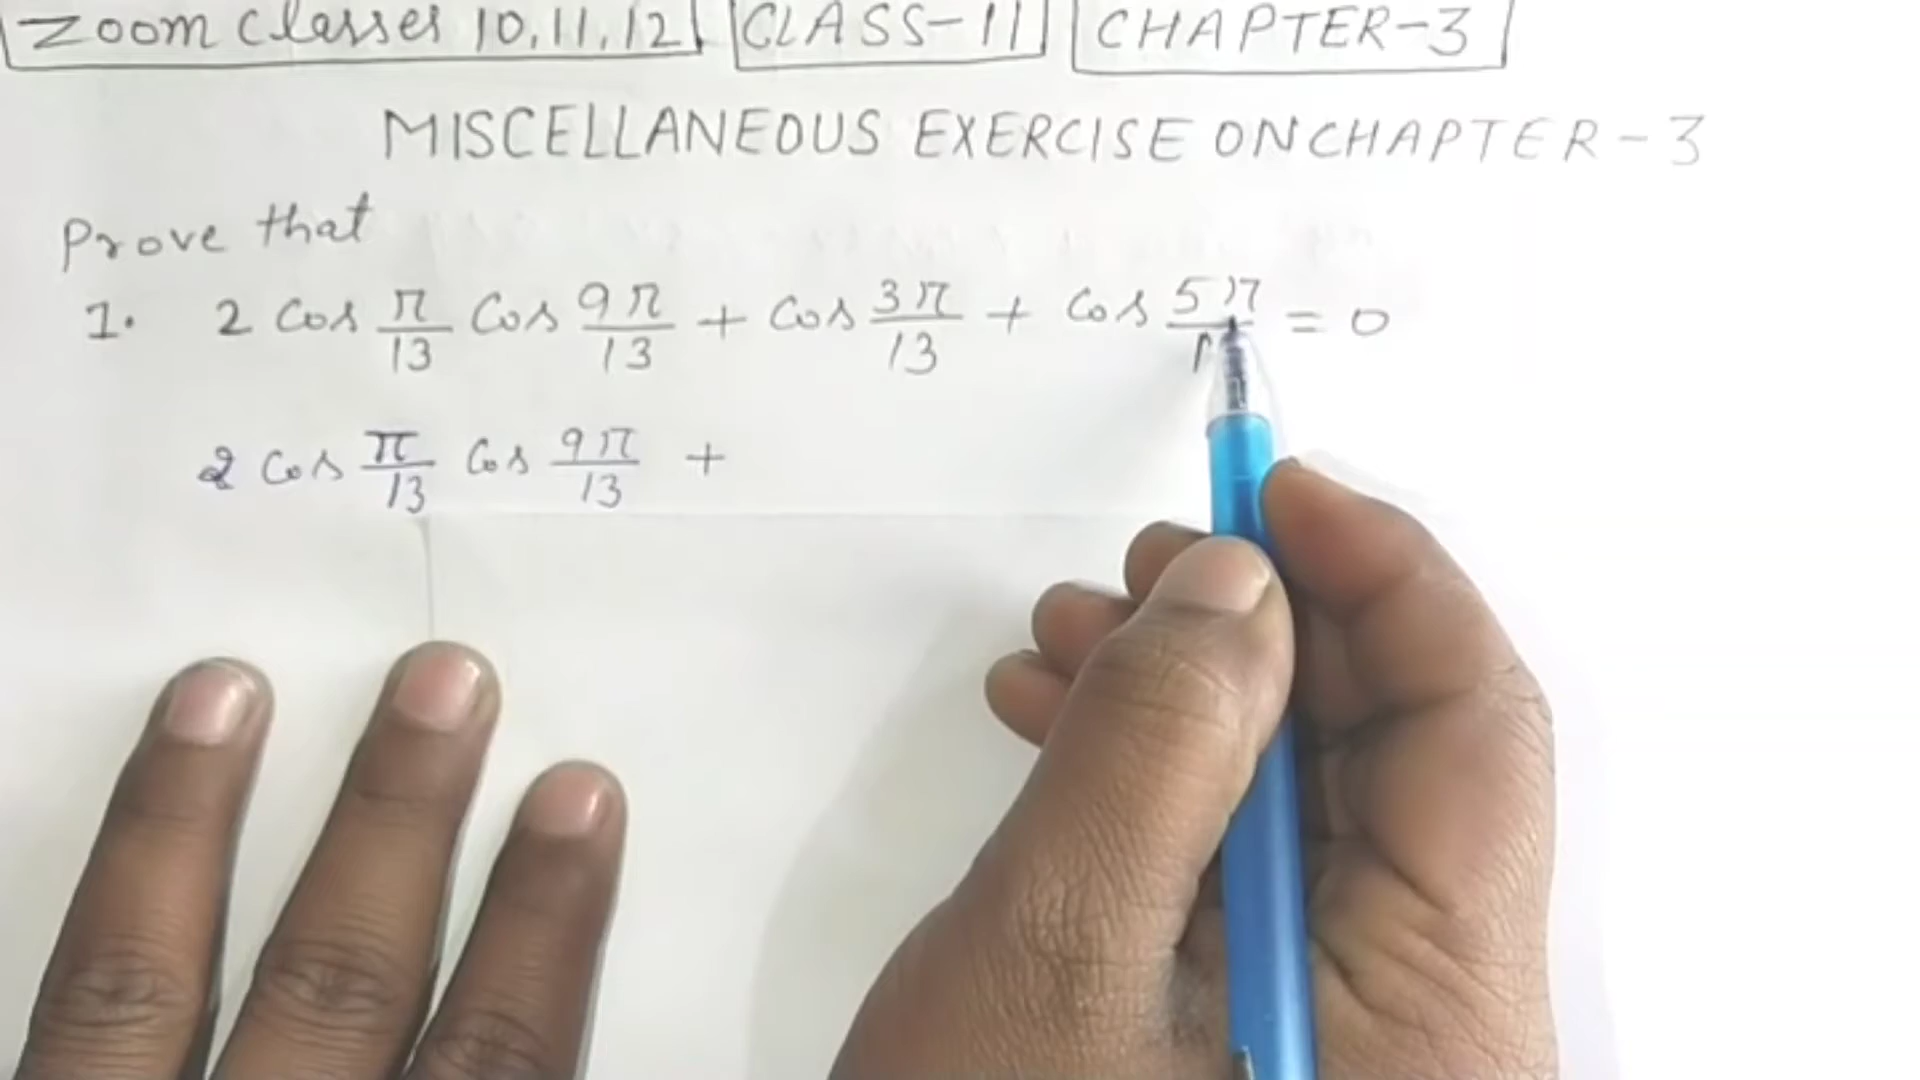 Zoom Classes 10,11,12 CLASS-11 CHAPTER-3
MISCELLANEOUS EXERCISE ON CHAPTER-3
Prove that
1. 2 cos π/13 cos 9π/13 + cos 3π/13 + cos 5π/1 = 0
2 cos π/13 cos 9π/13 +